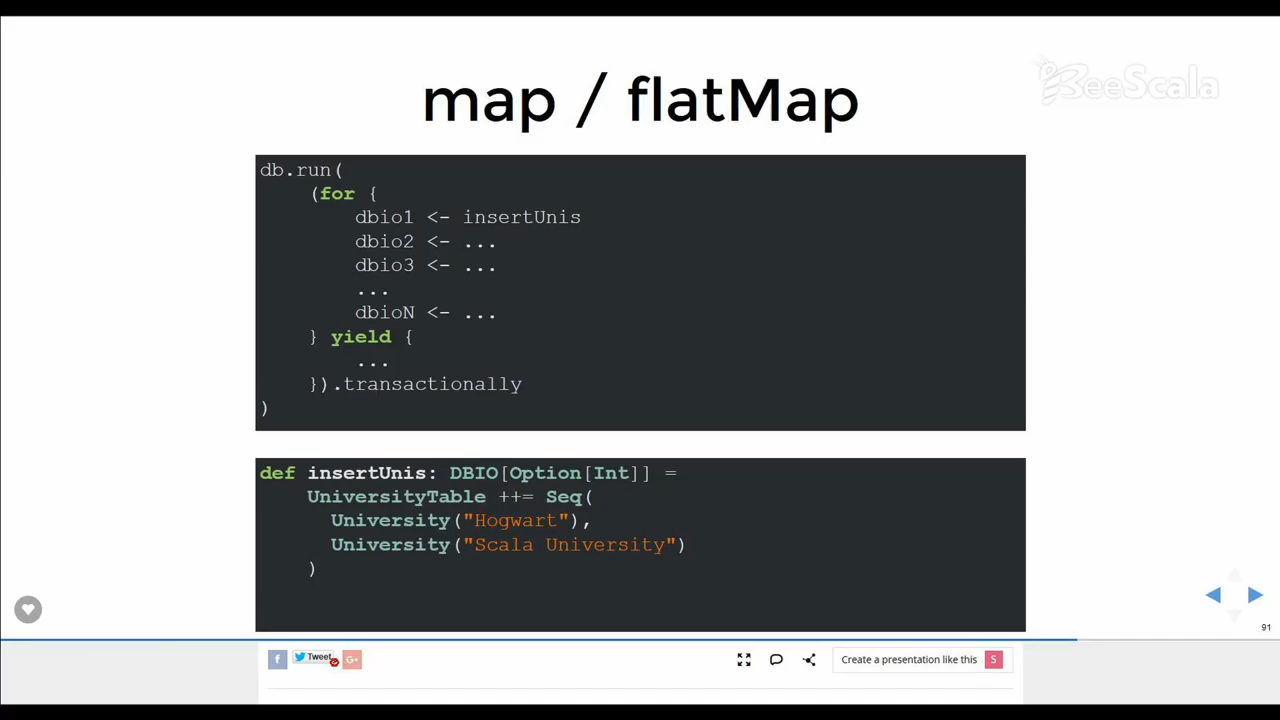 BeeScala
map / flatMap
db.run(
(for {
dbio1 <- insertUnis
dbio2 <- ...
dbio3 <- ...
...
dbioN <- ...
} yield {
...
}).transactionally
)
def insertUnis: DBIO[Option[Int]] =
UniversityTable ++= Seq(
University("Hogwart"),
University("Scala University")
)
91
f
Tweet
G+
Create a presentation like this
S